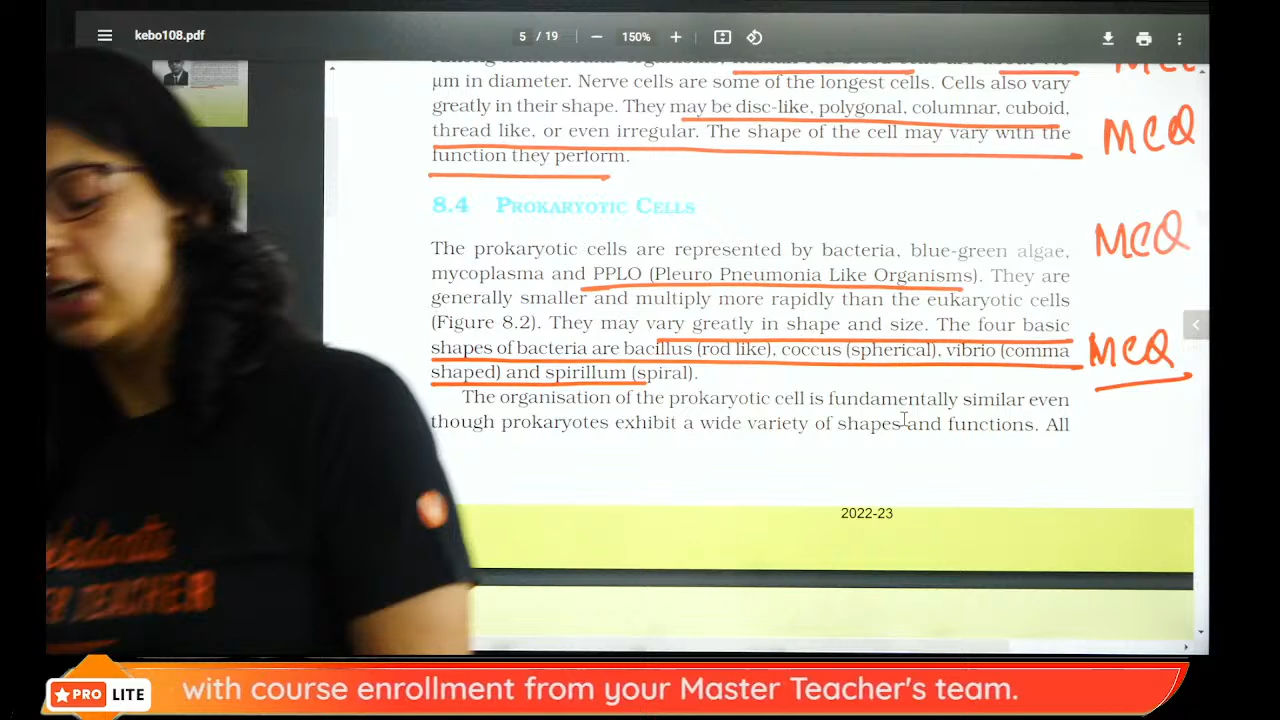 kebo108.pdf
5 / 19
150%
μm in diameter. Nerve cells are some of the longest cells. Cells also vary
greatly in their shape. They may be disc-like, polygonal, columnar, cuboid,
thread like, or even irregular. The shape of the cell may vary with the
function they perform.
MCQ
8.4 PROKARYOTIC CELLS
The prokaryotic cells are represented by bacteria, blue-green algae,
mycoplasma and PPLO (Pleuro Pneumonia Like Organisms). They are
generally smaller and multiply more rapidly than the eukaryotic cells
(Figure 8.2). They may vary greatly in shape and size. The four basic
shapes of bacteria are bacillus (rod like), coccus (spherical), vibrio (comma
shaped) and spirillum (spiral).
MCQ
MCQ
The organisation of the prokaryotic cell is fundamentally similar even
though prokaryotes exhibit a wide variety of shapes and functions. All
2022-23
TEACHER
PRO LITE
with course enrollment from your Master Teacher's team.